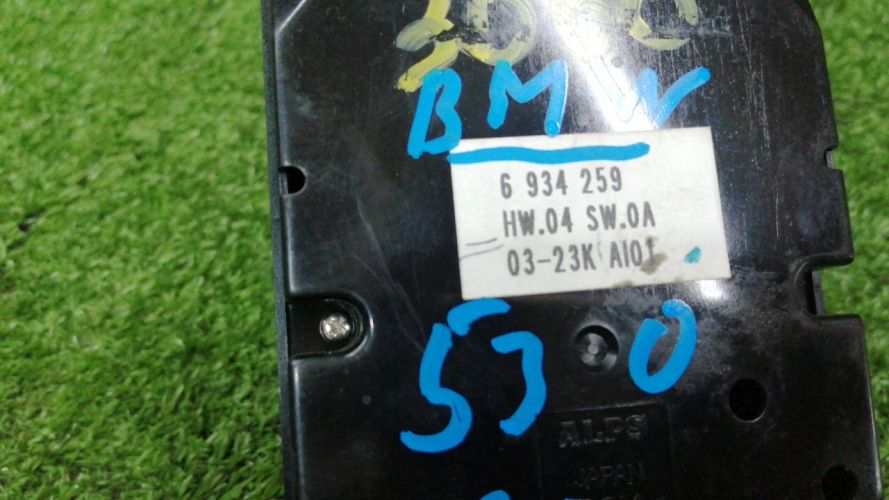 BMW
6 934 259
HW.04 SW.0A
03-23K AI01
530
ALPS
JAPAN